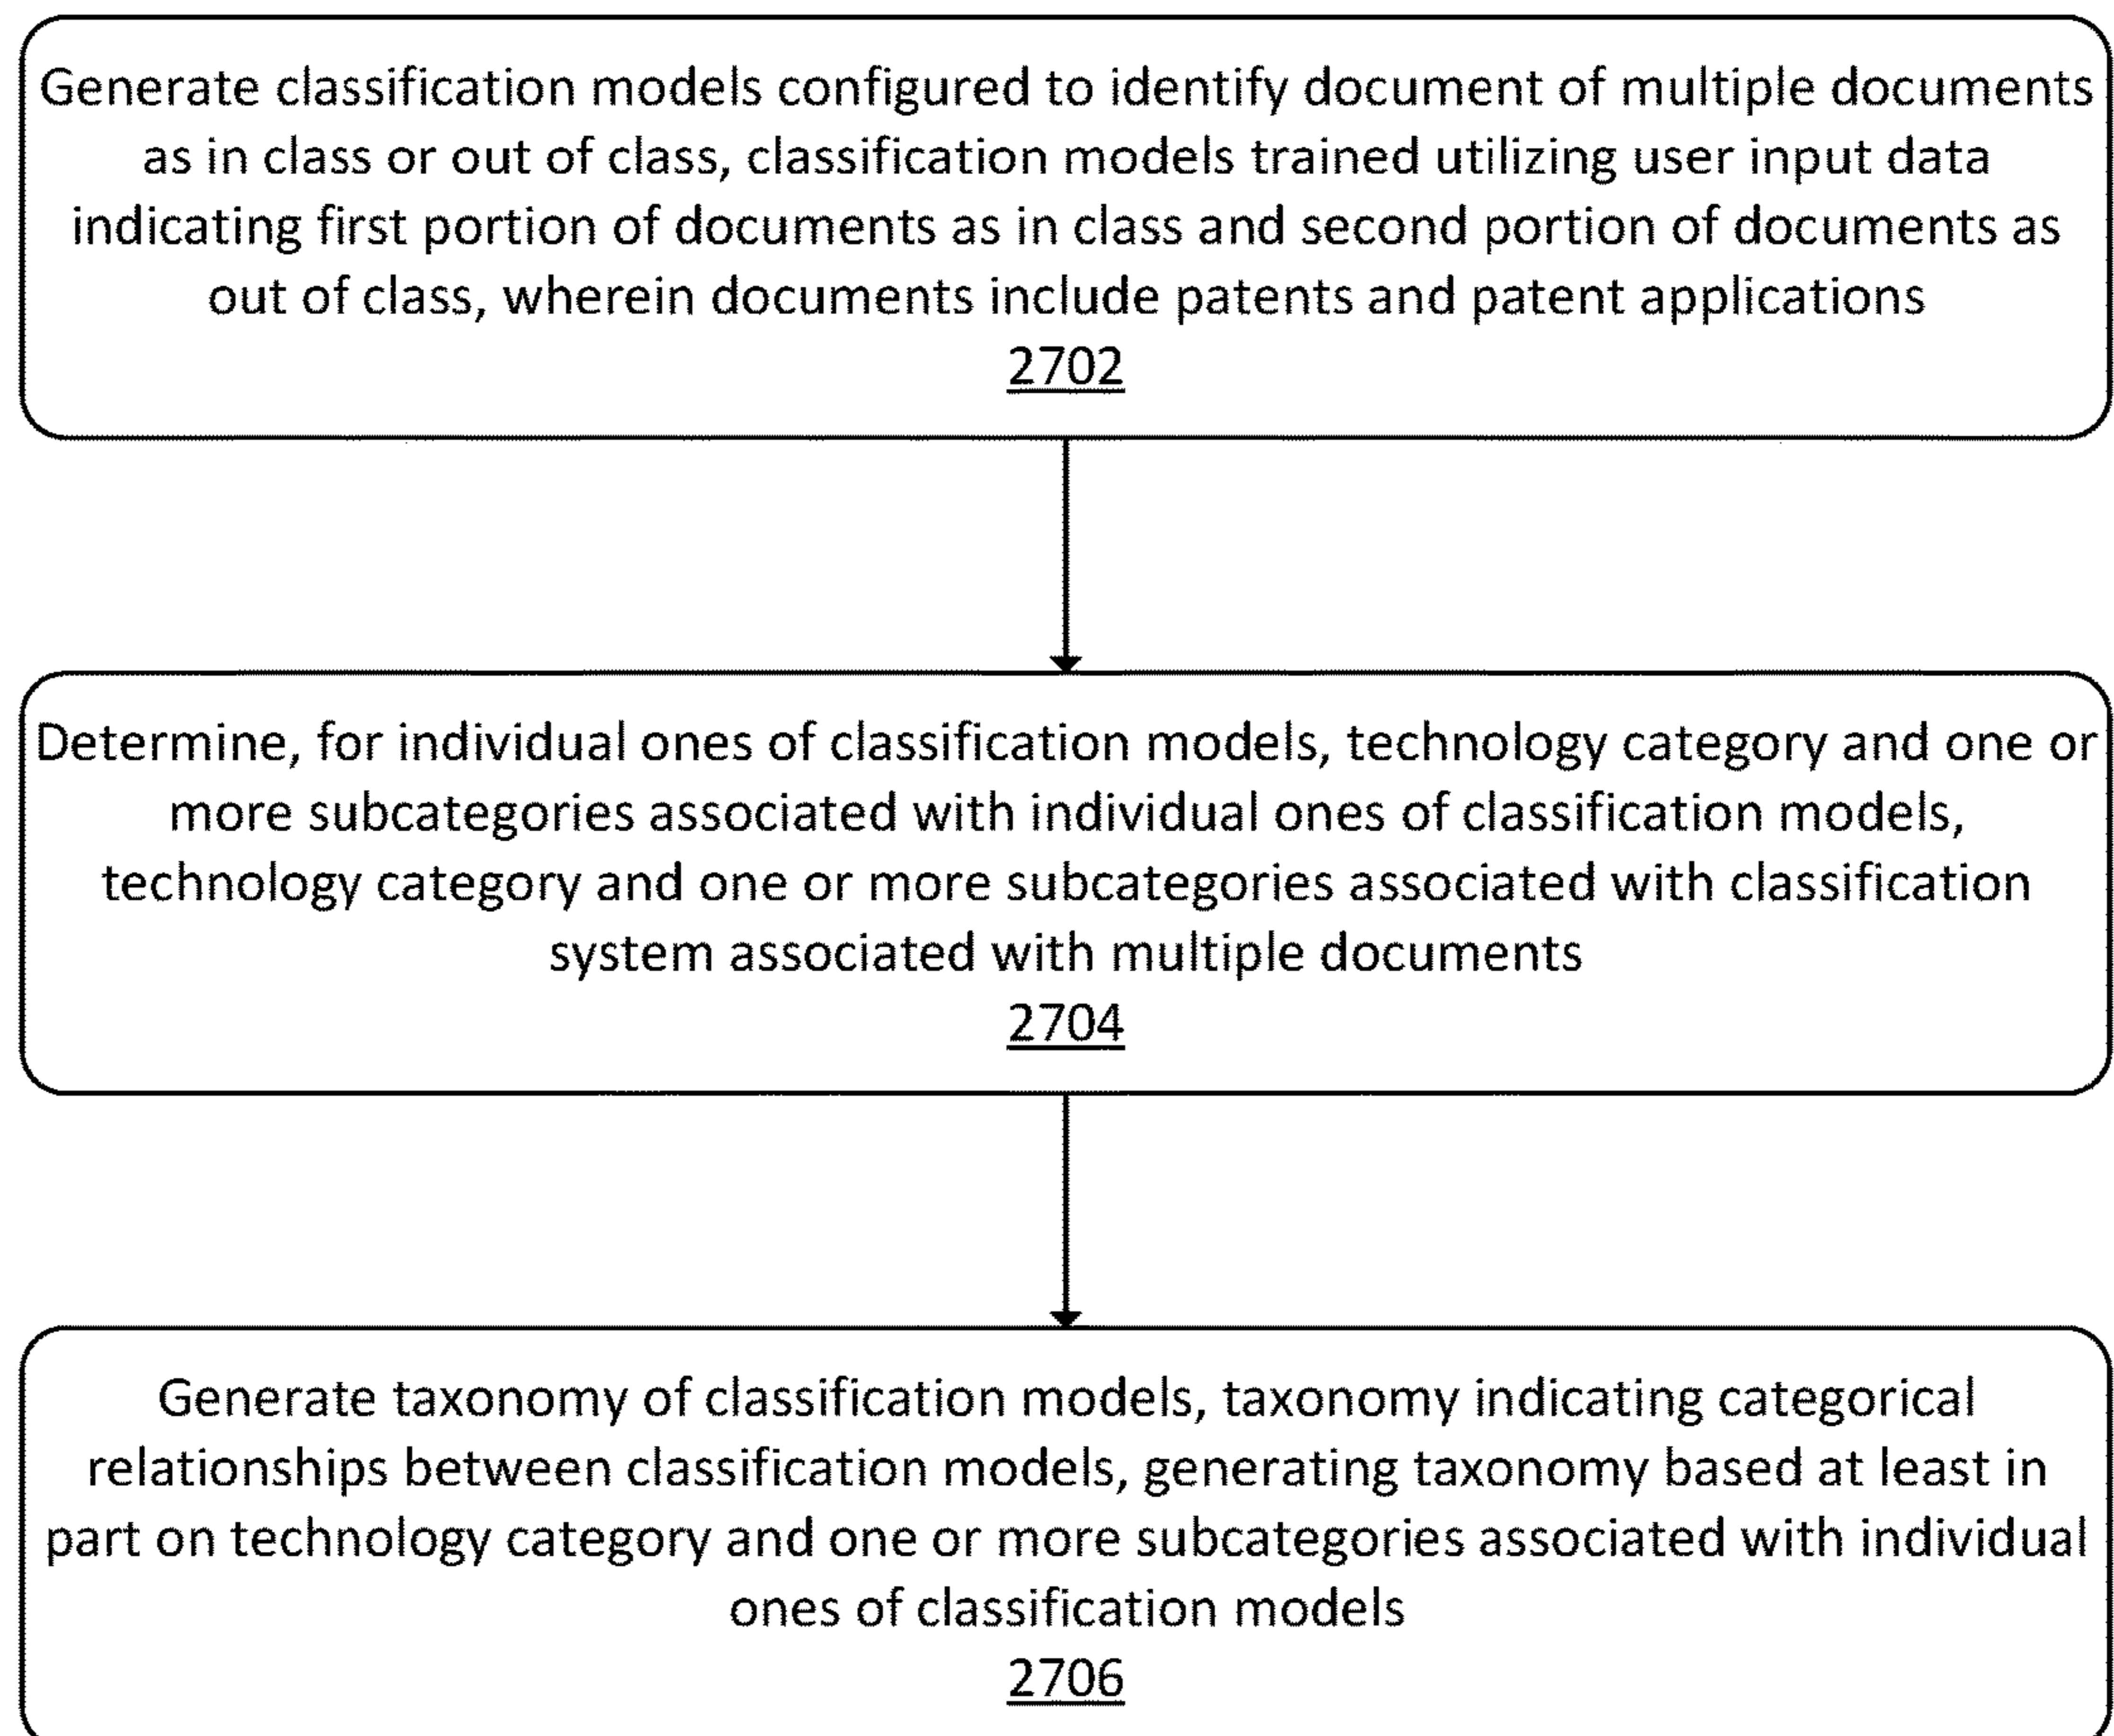 Generate classification models configured to identify document of multiple documents
as in class or out of class, classification models trained utilizing user input data
indicating first portion of documents as in class and second portion of documents as
out of class, wherein documents include patents and patent applications
2702
Determine, for individual ones of classification models, technology category and one or
more subcategories associated with individual ones of classification models,
technology category and one or more subcategories associated with classification
system associated with multiple documents
2704
Generate taxonomy of classification models, taxonomy indicating categorical
relationships between classification models, generating taxonomy based at least in
part on technology category and one or more subcategories associated with individual
ones of classification models
2706